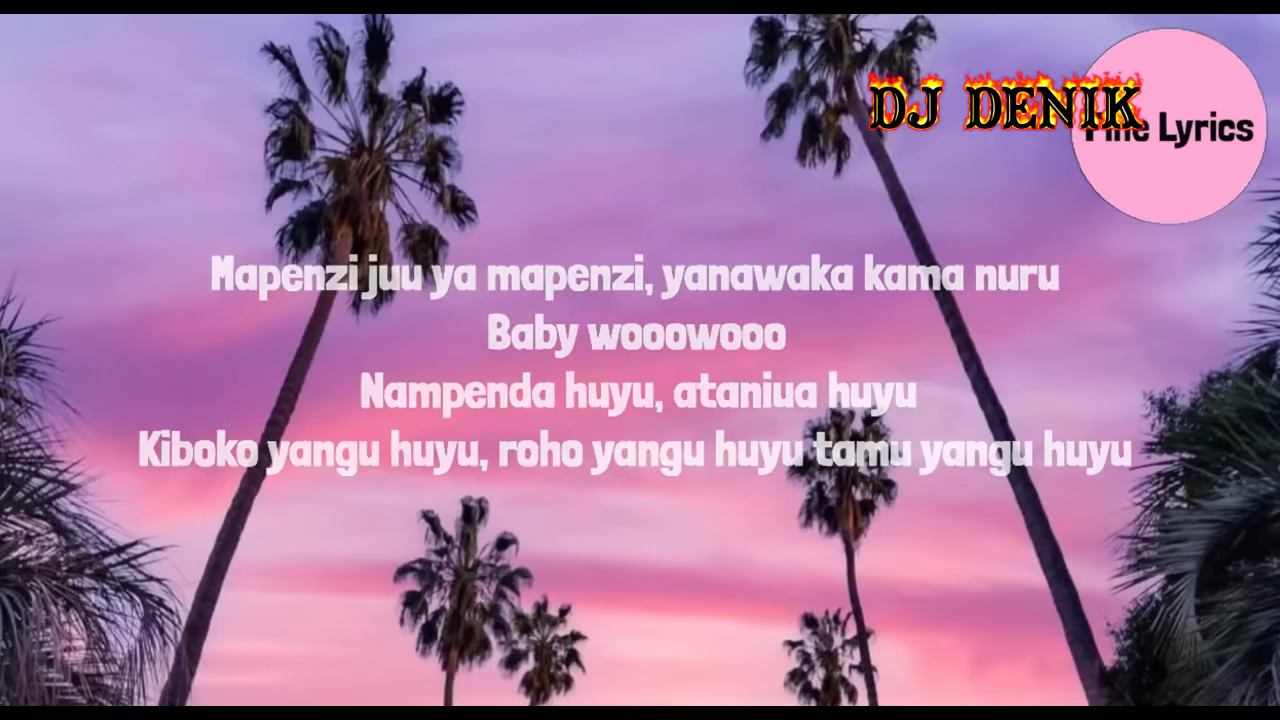 DJ DENIK
Lyrics
Mapenzi juu ya mapenzi, yanawaka kama nuru
Baby wooowooo
Nampenda huyu, ataniua huyu
Kiboko yangu huyu, roho yangu huyu tamu yangu huyu